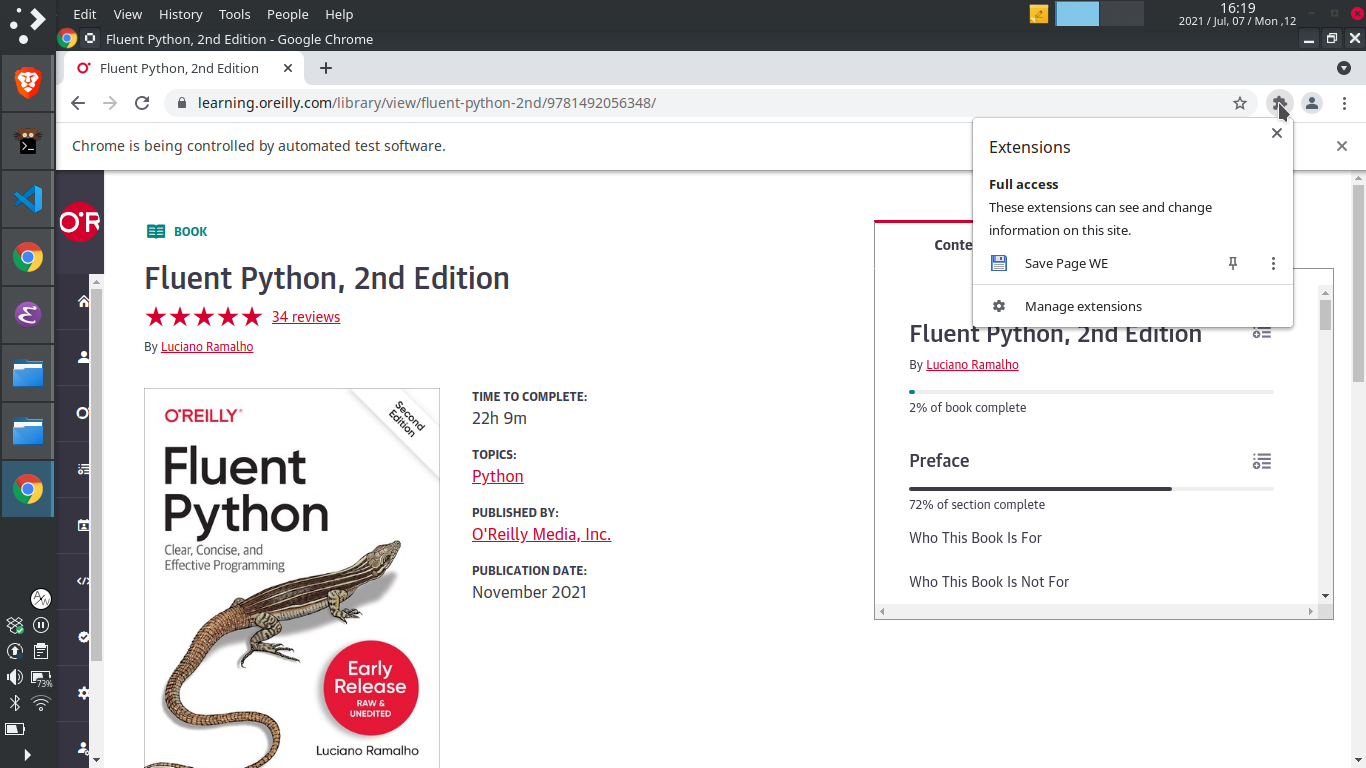 Edit View History Tools People Help
16:19
2021 / Jul, 07 / Mon ,12
Fluent Python, 2nd Edition - Google Chrome
Fluent Python, 2nd Edition
learning.oreilly.com/library/view/fluent-python-2nd/9781492056348/
Chrome is being controlled by automated test software.
Extensions
Full access
These extensions can see and change
information on this site.
Save Page WE
Manage extensions
O'R
BOOK
Fluent Python, 2nd Edition
34 reviews
By Luciano Ramalho
O'REILLY®
Second
Edition
Fluent
Python
Clear, Concise, and
Effective Programming
Early
Release
RAW &
UNEDITED
Luciano Ramalho
TIME TO COMPLETE:
22h 9m
TOPICS:
Python
PUBLISHED BY:
O'Reilly Media, Inc.
PUBLICATION DATE:
November 2021
Conte
Fluent Python, 2nd Edition
By Luciano Ramalho
2% of book complete
Preface
72% of section complete
Who This Book Is For
Who This Book Is Not For
73%